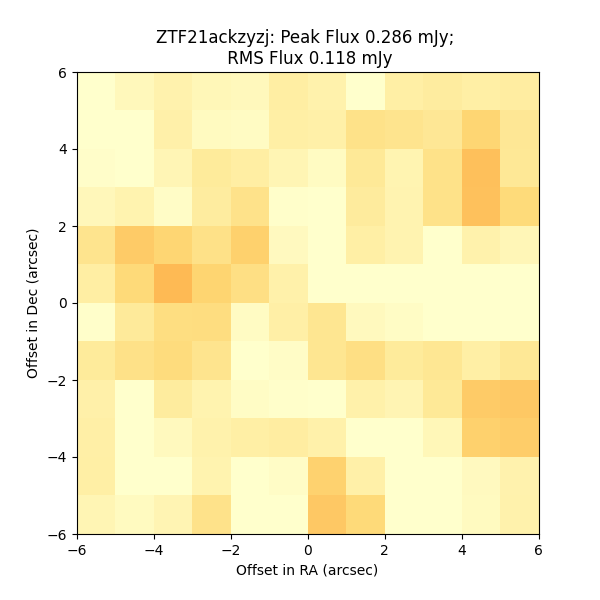 ZTF21ackzyzj: Peak Flux 0.286 mJy;
RMS Flux 0.118 mJy
6
4
2
0
−2
−4
−6
Offset in Dec (arcsec)
−6 −4 −2 0 2 4 6
Offset in RA (arcsec)